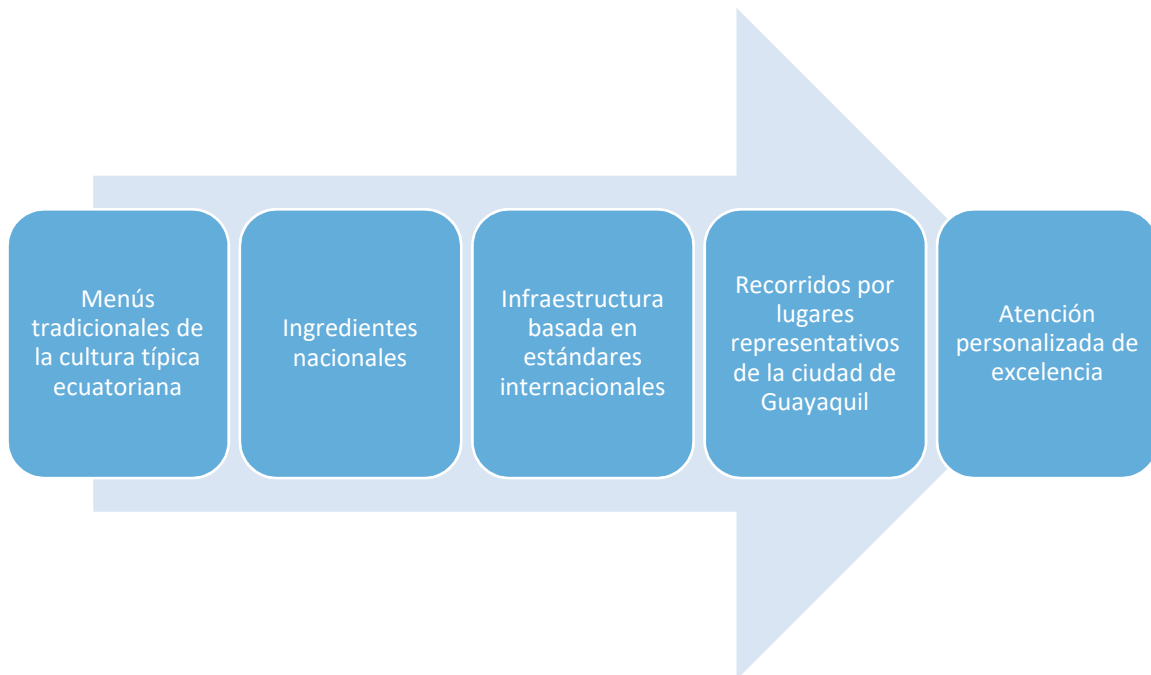 Menús
tradicionales de
la cultura típica
ecuatoriana
Ingredientes
nacionales
Infraestructura
basada en
estándares
internacionales
Recorridos por
lugares
representativos
de la ciudad de
Guayaquil
Atención
personalizada de
excelencia